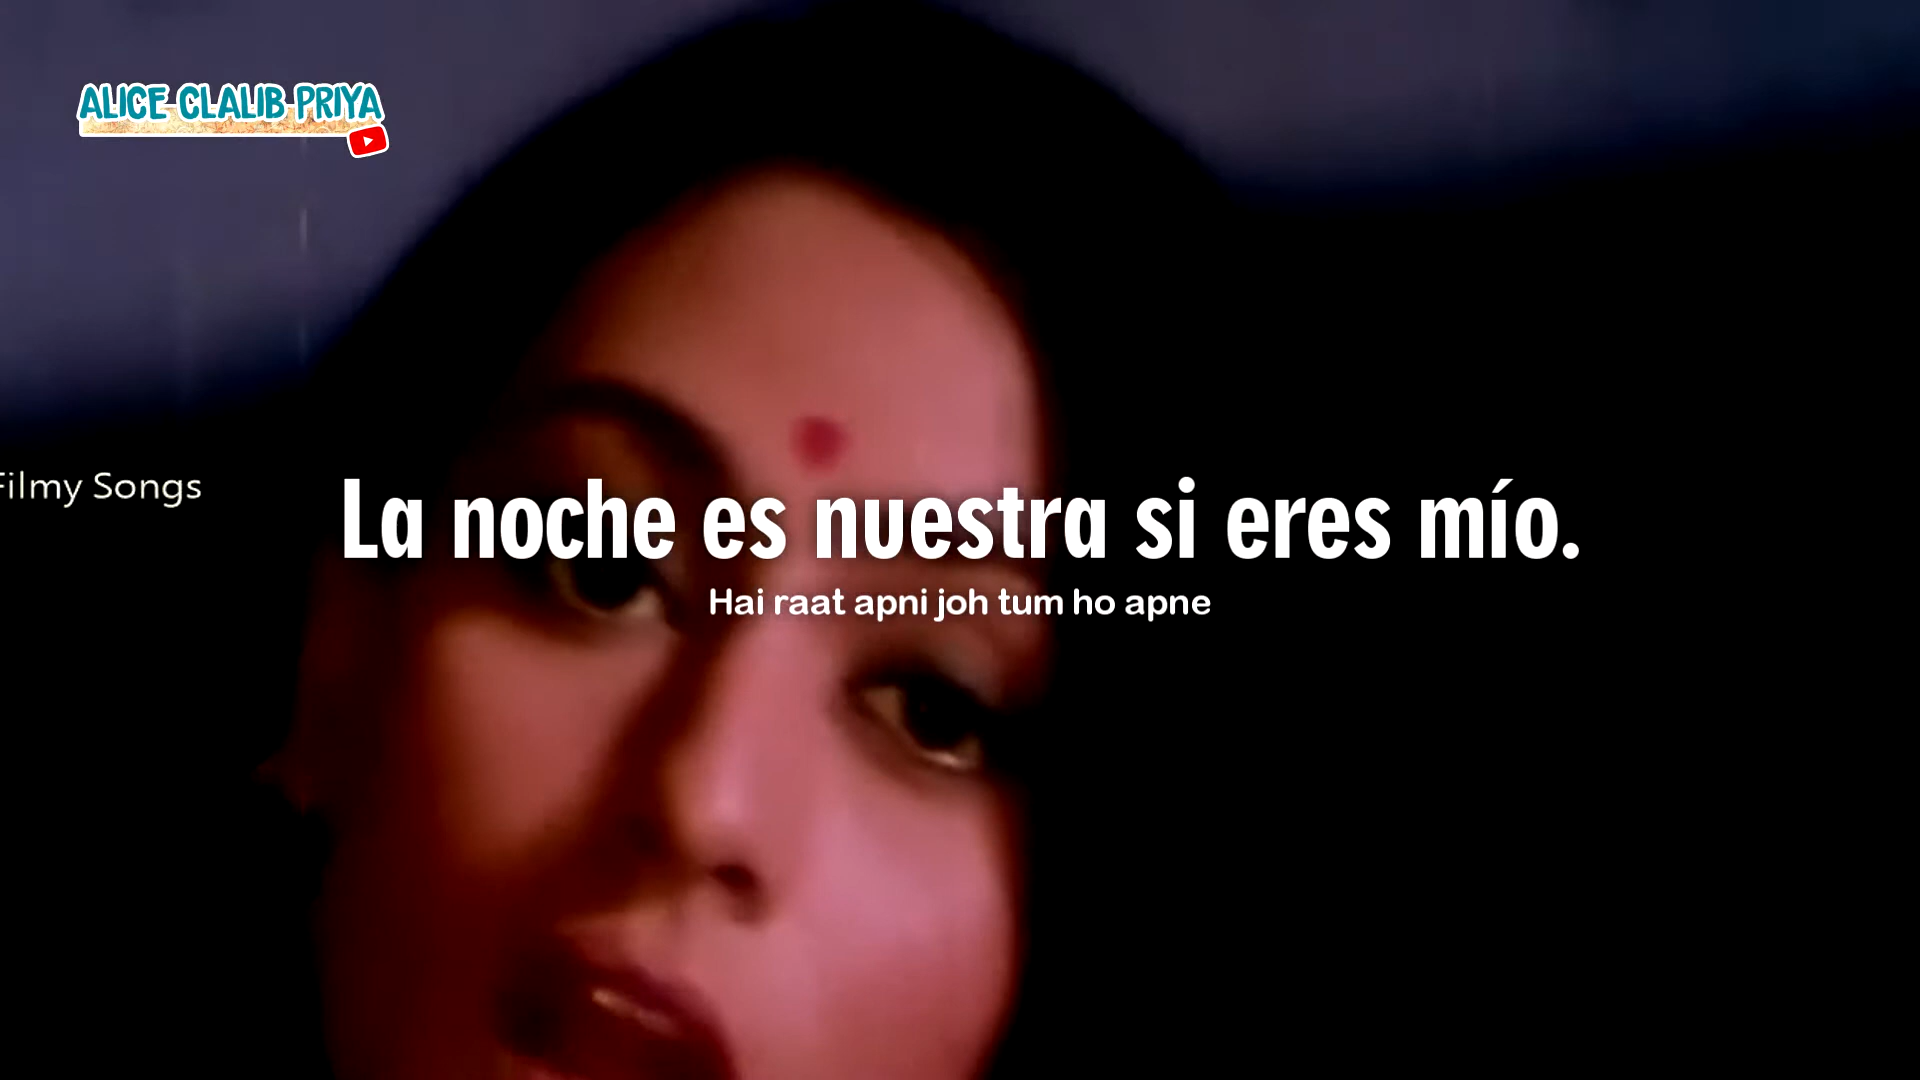 ALICE CLALIB PRIYA
Filmy Songs
La noche es nuestra si eres mío.
Hai raat apni joh tum ho apne